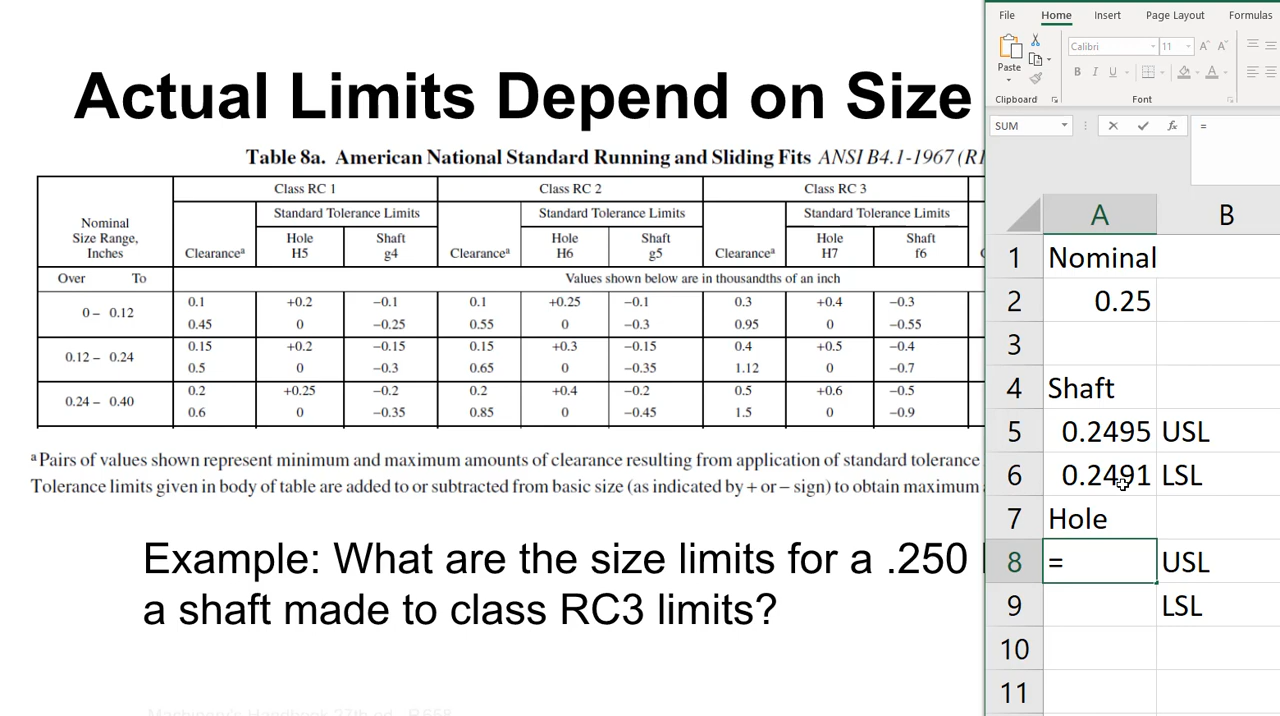 Actual Limits Depend on Size
Table 8a. American National Standard Running and Sliding Fits ANSI B4.1-1967 (R1
Nominal Size Range, Inches
Class RC 1 Class RC 2 Class RC 3
Clearanceᵃ Standard Tolerance Limits Clearanceᵃ Standard Tolerance Limits Clearanceᵃ Standard Tolerance Limits
Hole H5 Shaft g4 Hole H6 Shaft g5 Hole H7 Shaft f6
Over To Values shown below are in thousandths of an inch
0 – 0.12 0.1 +0.2 −0.1 0.1 +0.25 −0.1 0.3 +0.4 −0.3
0.45 0 −0.25 0.55 0 −0.3 0.95 0 −0.55
0.12 – 0.24 0.15 +0.2 −0.15 0.15 +0.3 −0.15 0.4 +0.5 −0.4
0.5 0 −0.3 0.65 0 −0.35 1.12 0 −0.7
0.24 – 0.40 0.2 +0.25 −0.2 0.2 +0.4 −0.2 0.5 +0.6 −0.5
0.6 0 −0.35 0.85 0 −0.45 1.5 0 −0.9
ᵃ Pairs of values shown represent minimum and maximum amounts of clearance resulting from application of standard tolerance
Tolerance limits given in body of table are added to or subtracted from basic size (as indicated by + or − sign) to obtain maximum
Example: What are the size limits for a .250
a shaft made to class RC3 limits?
Machinery's Handbook 27th ed.
File Home Insert Page Layout Formulas
Paste Calibri 11
B I U A
Clipboard Font
SUM fx =
A B
1 Nominal
2 0.25
3
4 Shaft
5 0.2495 USL
6 0.2491 LSL
7 Hole
8 = USL
9 LSL
10
11